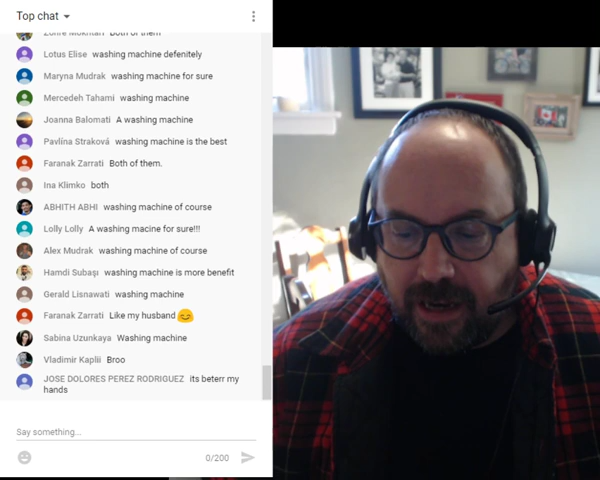 Top chat
Zohre Mokhtari Both of them
Lotus Elise washing machine defenitely
Maryna Mudrak washing machine for sure
Mercedeh Tahami washing machine
Joanna Balomati A washing machine
Pavlína Straková washing machine is the best
Faranak Zarrati Both of them.
Ina Klimko both
ABHITH ABHI washing machine of course
Lolly Lolly A washing macine for sure!!!
Alex Mudrak washing machine of course
Hamdi Subaşı washing machine is more benefit
Gerald Lisnawati washing machine
Faranak Zarrati Like my husband 😊
Sabina Uzunkaya Washing machine
Vladimir Kaplii Broo
JOSE DOLORES PEREZ RODRIGUEZ its beterr my
hands
Say something...
0/200